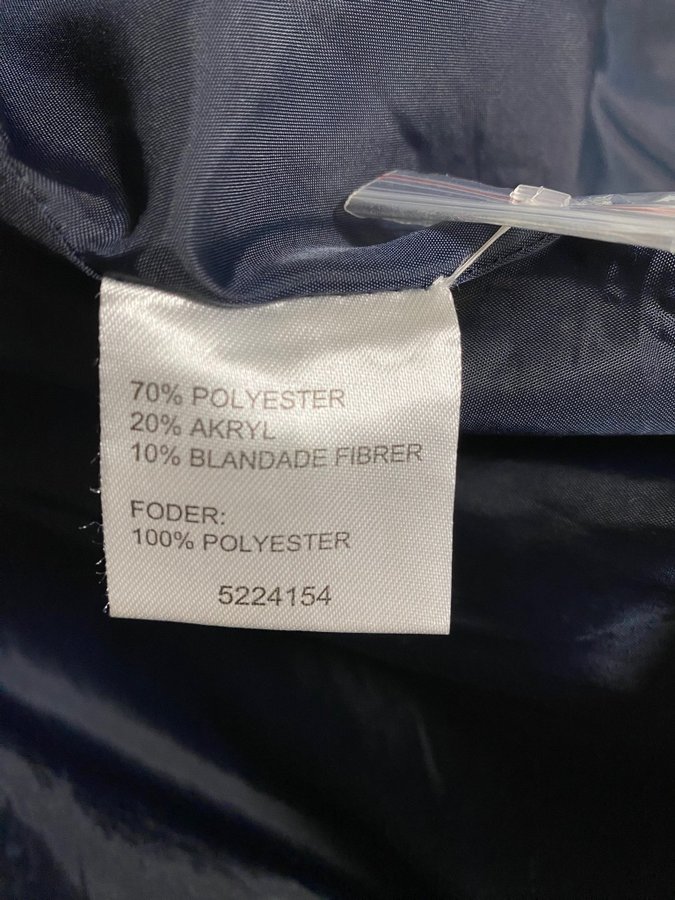 70% POLYESTER
20% AKRYL
10% BLANDADE FIBRER
FODER:
100% POLYESTER
5224154